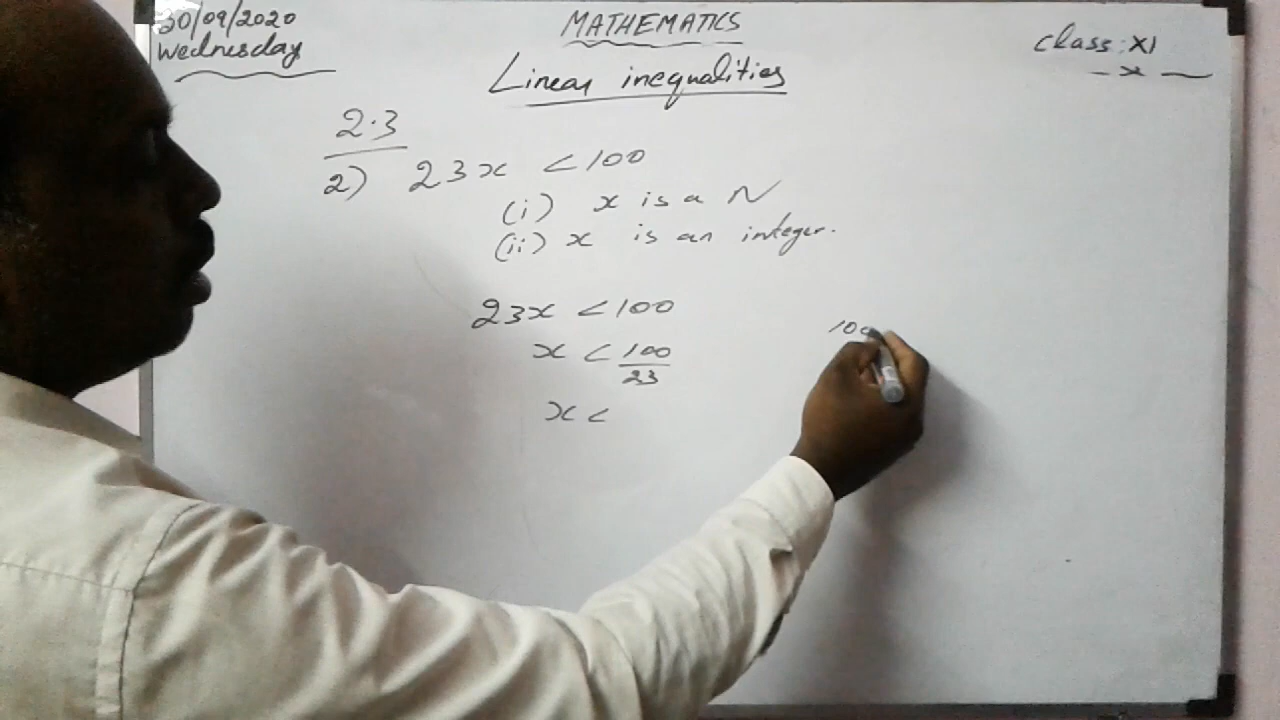 30/09/2020
Wednesday
MATHEMATICS
Class: XI
x
Linear inequalities
2.3
2) 23x < 100
(i) x is a N
(ii) x is an integer.
23x < 100
x < 100/23
x <
100